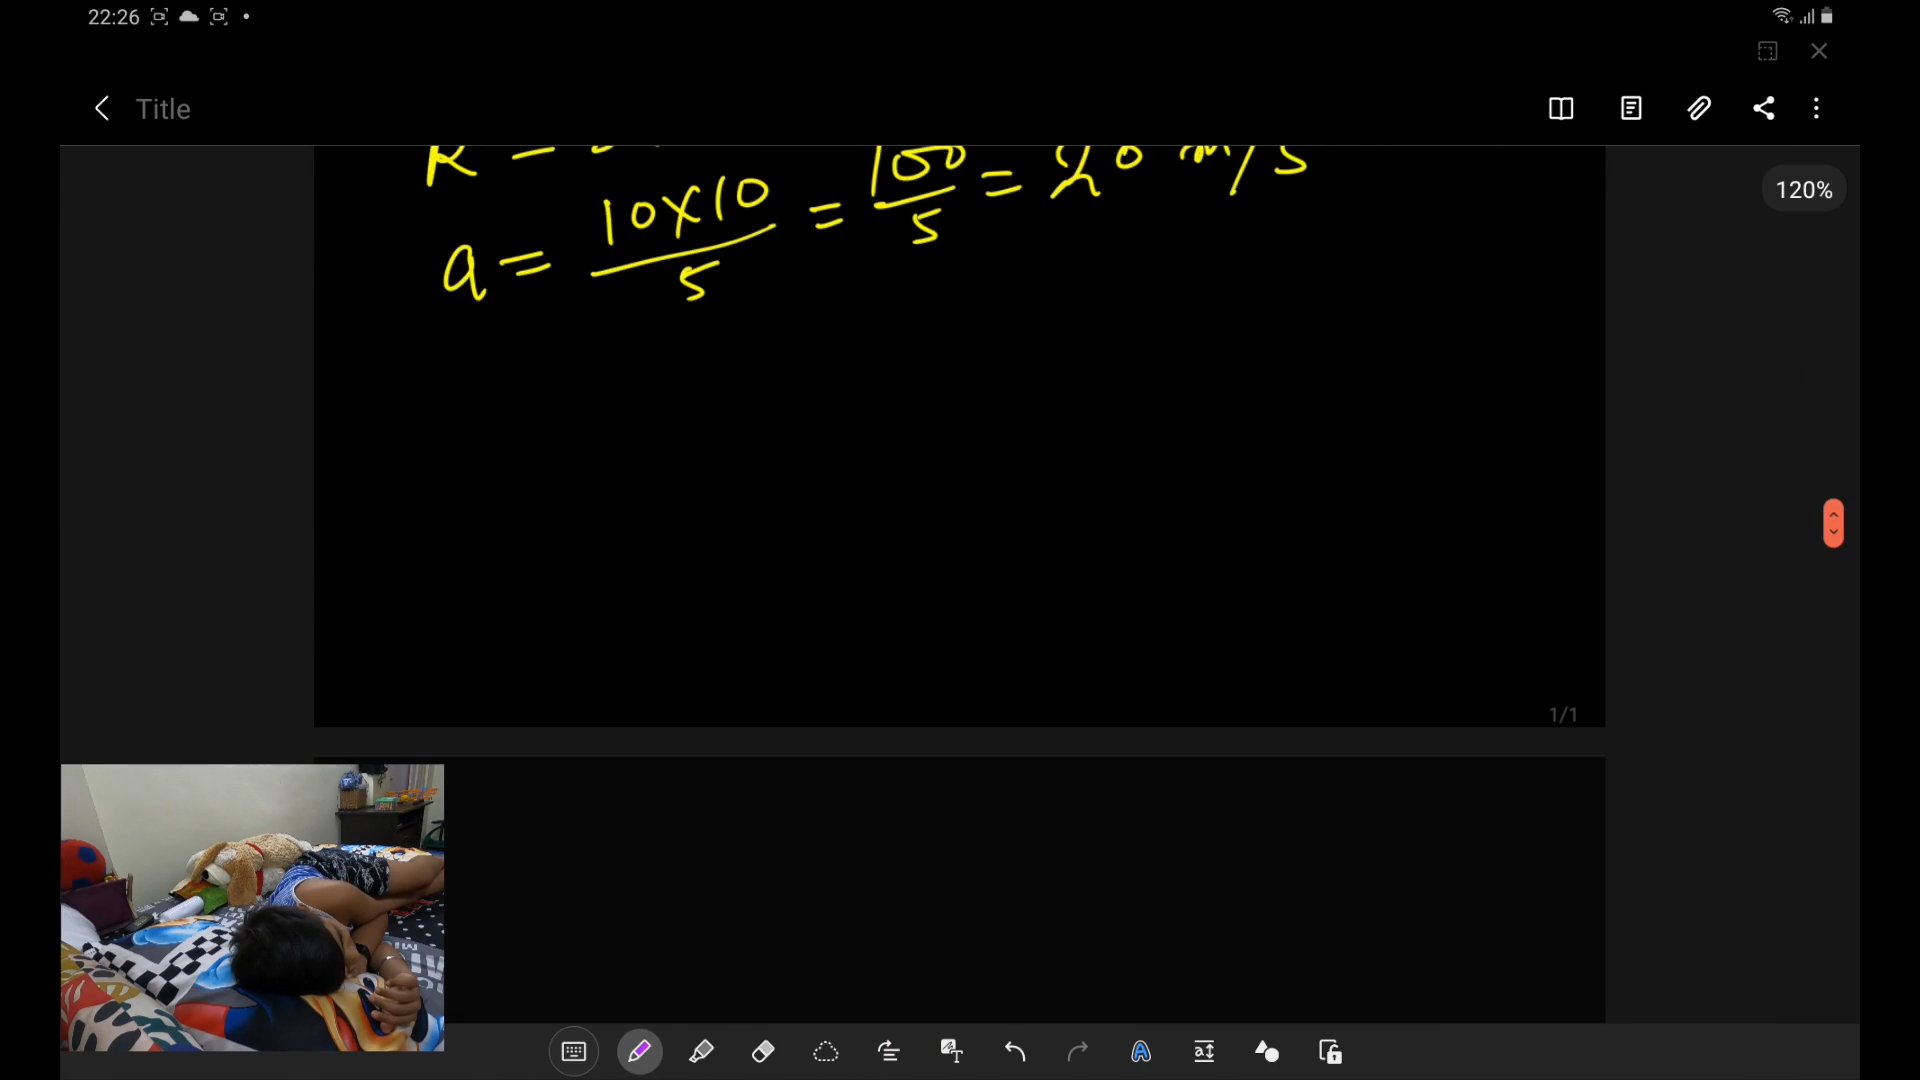 22:26
Title
120%
a = 10x10/5 = 100/5 = 20 m/s
1/1